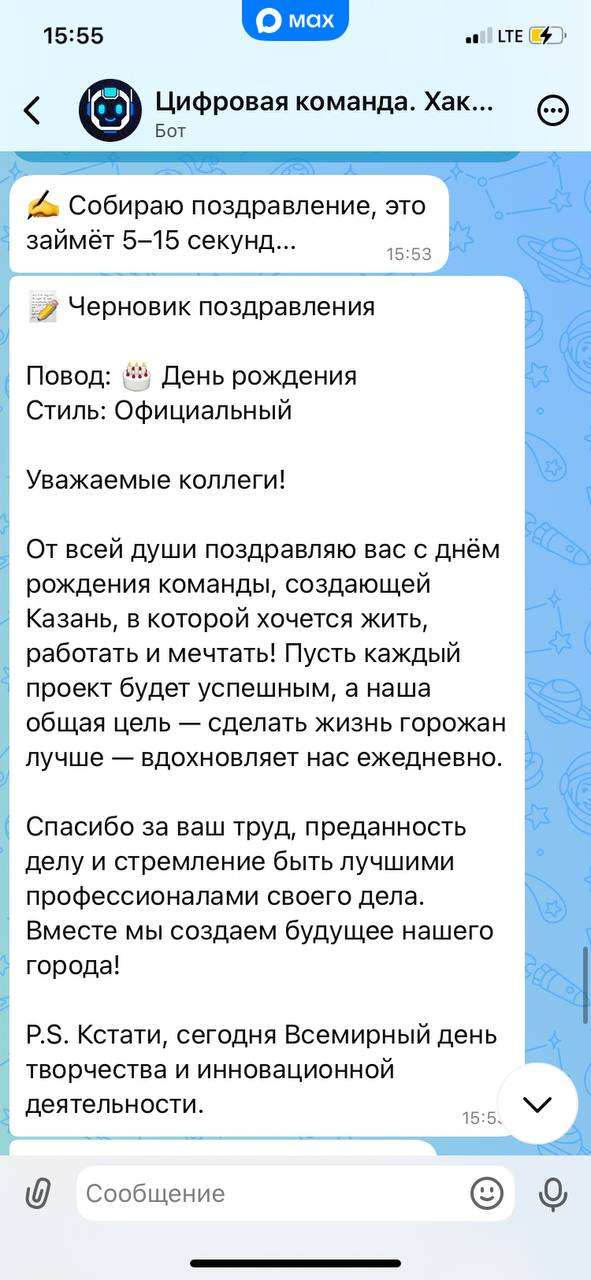 15:55
max
LTE
Цифровая команда. Хак...
Бот
✍️ Собираю поздравление, это
займёт 5–15 секунд...
15:53
📝 Черновик поздравления
Повод: 🎂 День рождения
Стиль: Официальный
Уважаемые коллеги!
От всей души поздравляю вас с днём
рождения команды, создающей
Казань, в которой хочется жить,
работать и мечтать! Пусть каждый
проект будет успешным, а наша
общая цель — сделать жизнь горожан
лучше — вдохновляет нас ежедневно.
Спасибо за ваш труд, преданность
делу и стремление быть лучшими
профессионалами своего дела.
Вместе мы создаем будущее нашего
города!
P.S. Кстати, сегодня Всемирный день
творчества и инновационной
деятельности.
Сообщение